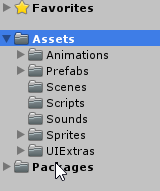 Favorites
Assets
Animations
Prefabs
Scenes
Scripts
Sounds
Sprites
UIExtras
Packages